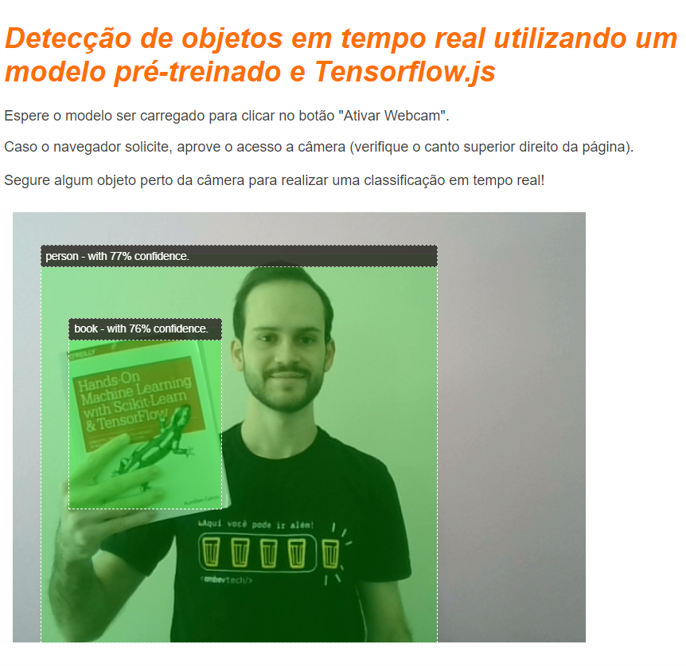 Detecção de objetos em tempo real utilizando um
modelo pré-treinado e Tensorflow.js
Espere o modelo ser carregado para clicar no botão "Ativar Webcam".
Caso o navegador solicite, aprove o acesso a câmera (verifique o canto superior direito da página).
Segure algum objeto perto da câmera para realizar uma classificação em tempo real!
person - with 77% confidence.
book - with 76% confidence.
O'REILLY
Hands-On
Machine Learning
with Scikit-Learn
& TensorFlow
Aqui você pode ir além!
<ambevtech/>